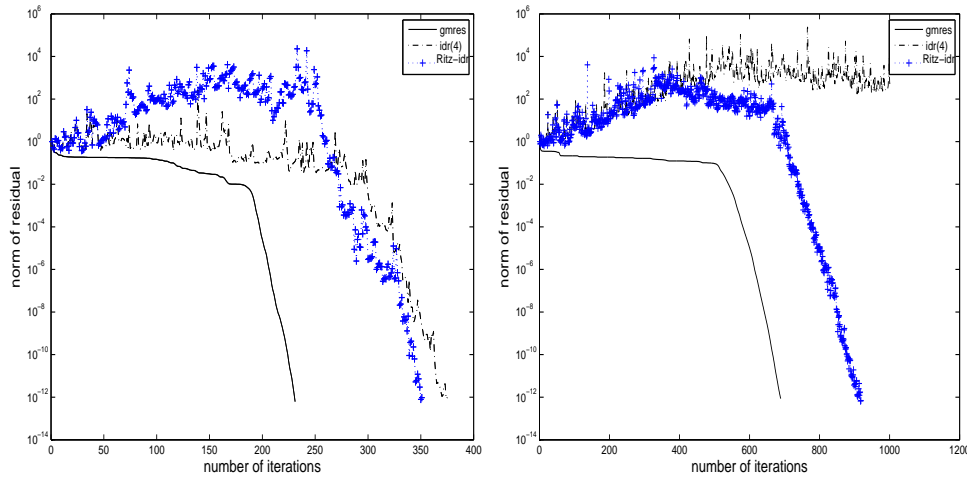 gmres
idr(4)
Ritz−idr
norm of residual
10^6
10^4
10^2
10^0
10^−2
10^−4
10^−6
10^−8
10^−10
10^−12
10^−14
0 50 100 150 200 250 300 350 400
number of iterations
gmres
idr(4)
Ritz−idr
norm of residual
10^6
10^4
10^2
10^0
10^−2
10^−4
10^−6
10^−8
10^−10
10^−12
10^−14
0 200 400 600 800 1000 1200
number of iterations